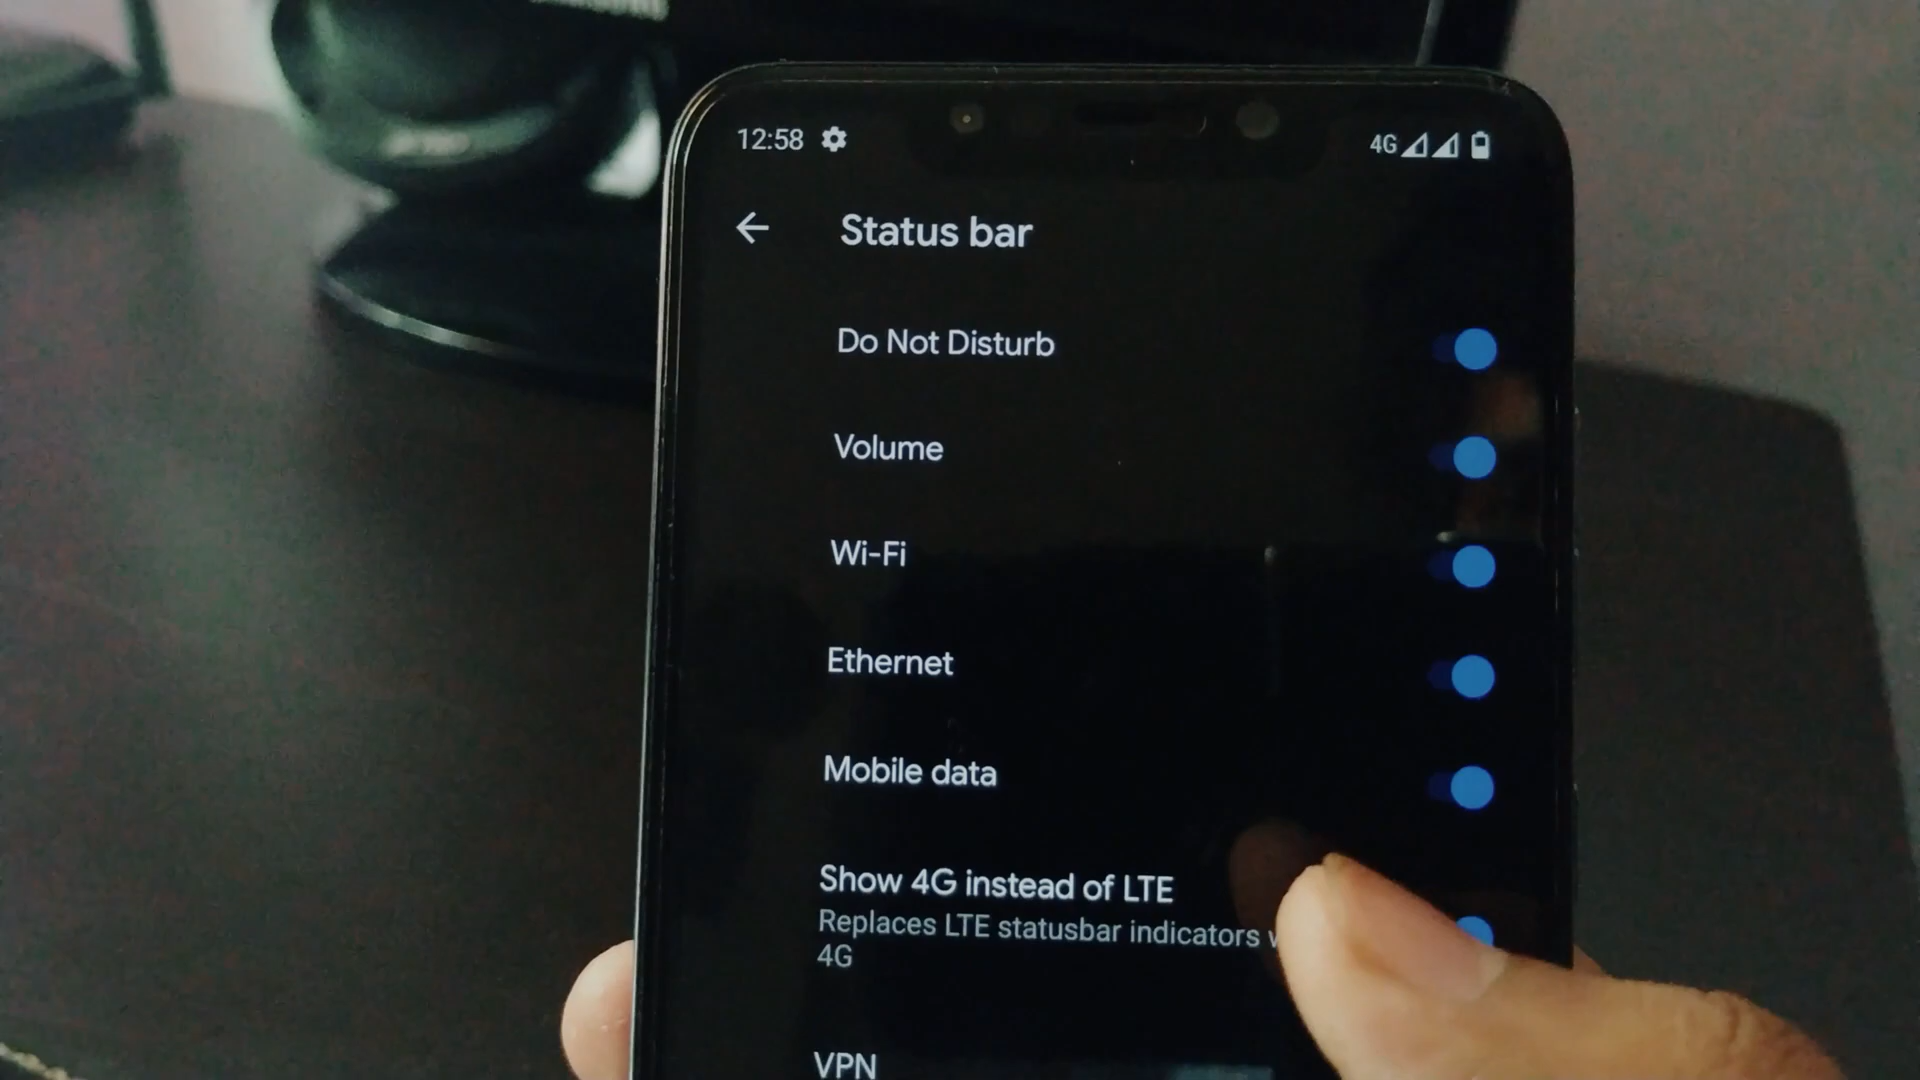 12:58
4G
Status bar
Do Not Disturb
Volume
Wi-Fi
Ethernet
Mobile data
Show 4G instead of LTE
Replaces LTE statusbar indicators
4G
VPN